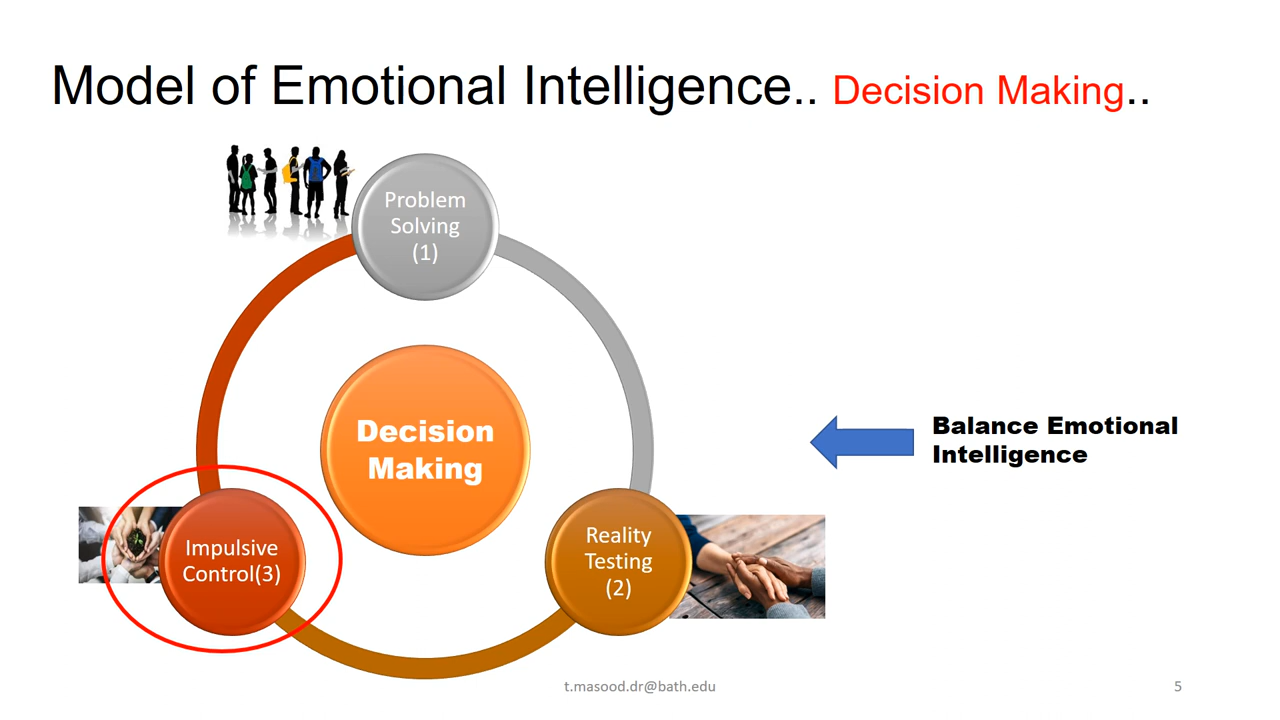 Model of Emotional Intelligence.. Decision Making..
Problem
Solving
(1)
Decision
Making
Balance Emotional
Intelligence
Impulsive
Control(3)
Reality
Testing
(2)
t.masood.dr@bath.edu
5